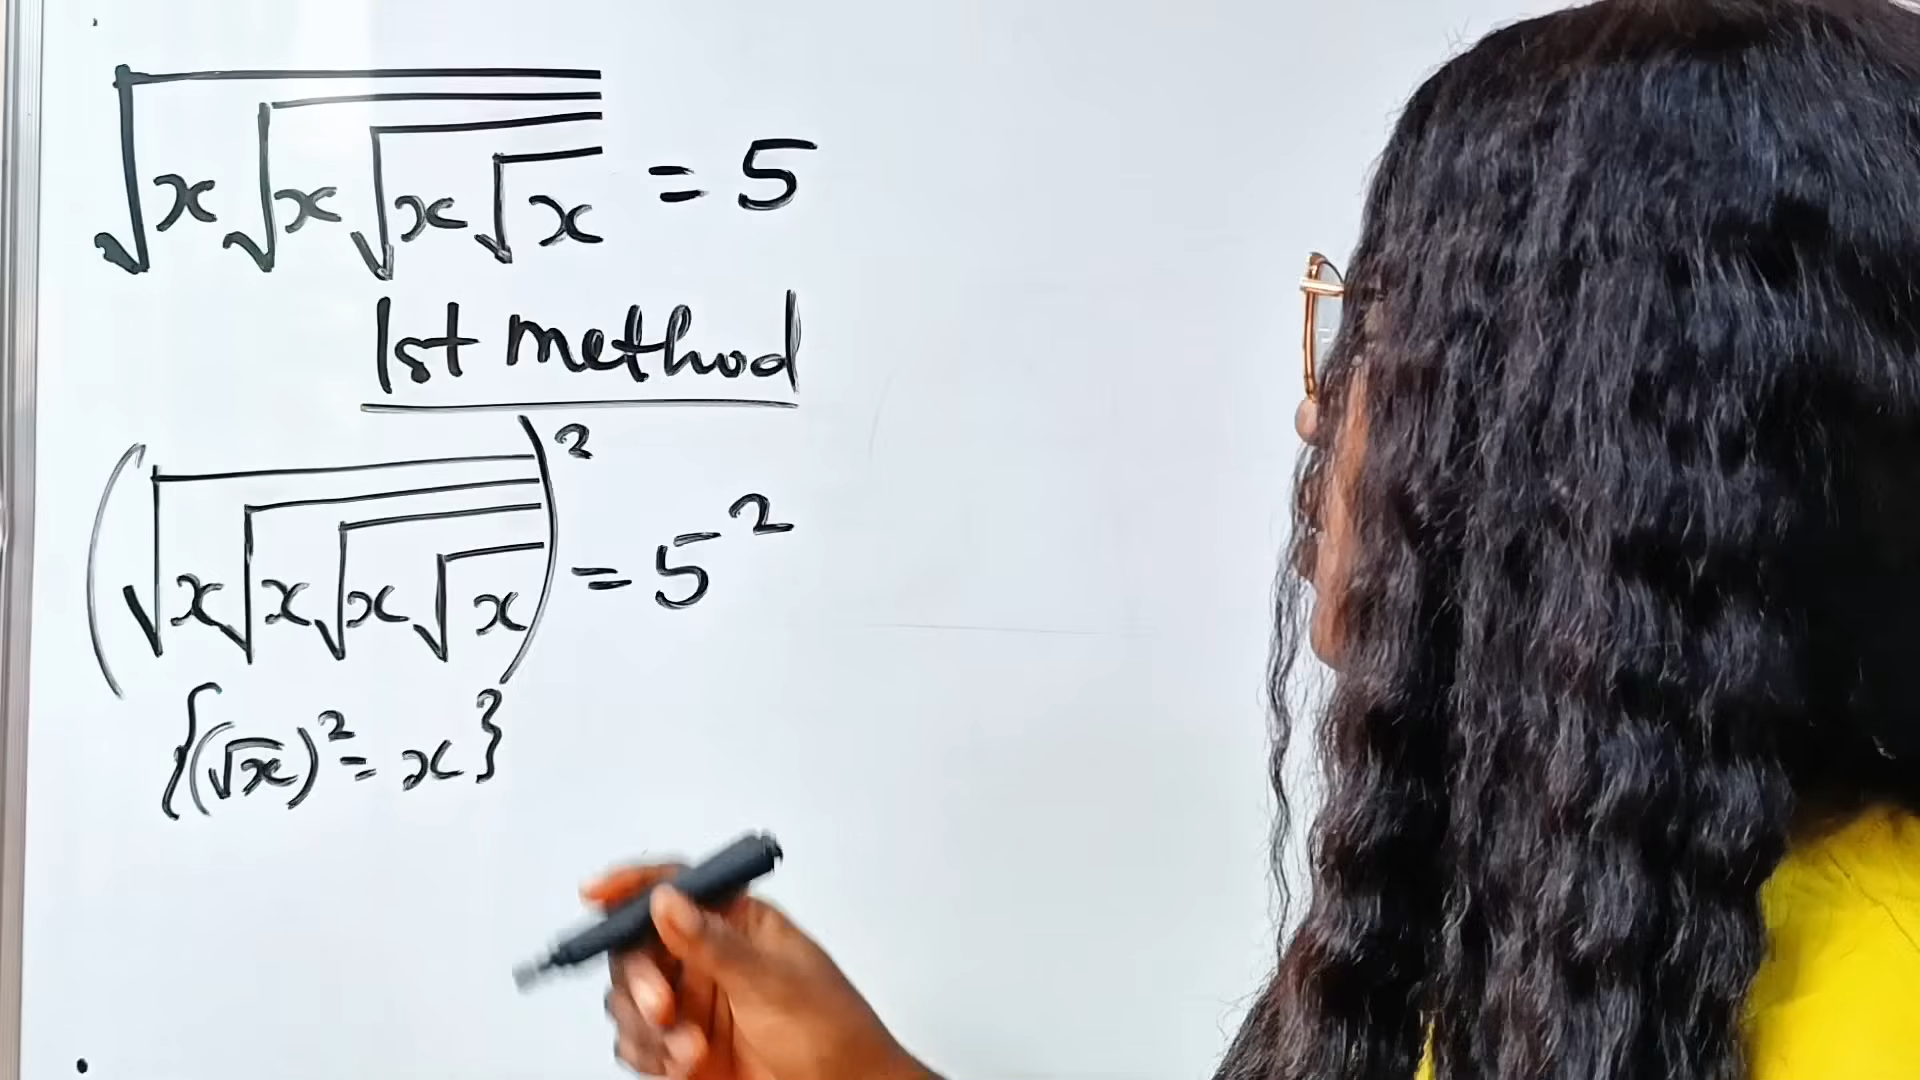 √(x√(x√(x√x))) = 5
1st method
(√(x√(x√(x√x))))² = 5²
{(√x)² = x}